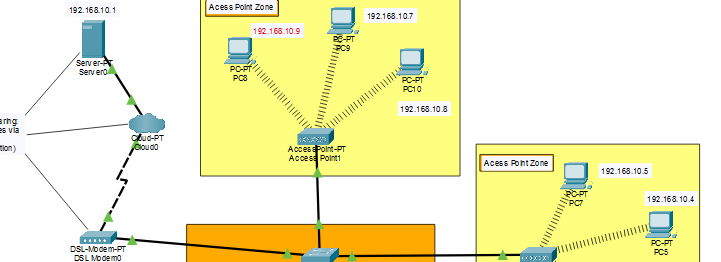 192.168.10.1
Server-PT
Server0
aring:
es via
tion)
Cloud-PT
Cloud0
DSL-Modem-PT
DSL Modem0
Acess Point Zone
192.168.10.9
PC-PT
PC8
192.168.10.7
PC-PT
PC9
PC-PT
PC10
192.168.10.8
AccessPoint-PT
Access Point1
Acess Point Zone
192.168.10.5
PC-PT
PC7
192.168.10.4
PC-PT
PC5